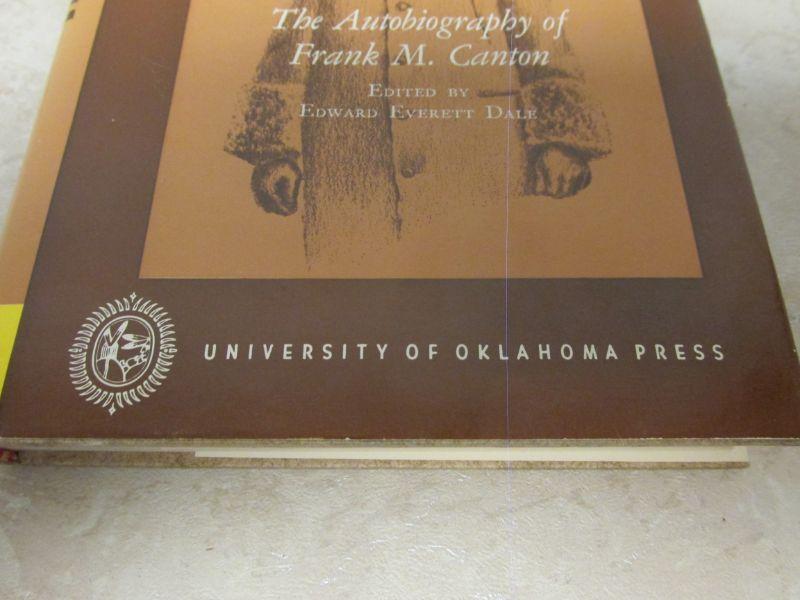 The Autobiography of
Frank M. Canton
EDITED BY
EDWARD EVERETT DALE
UNIVERSITY OF OKLAHOMA PRESS